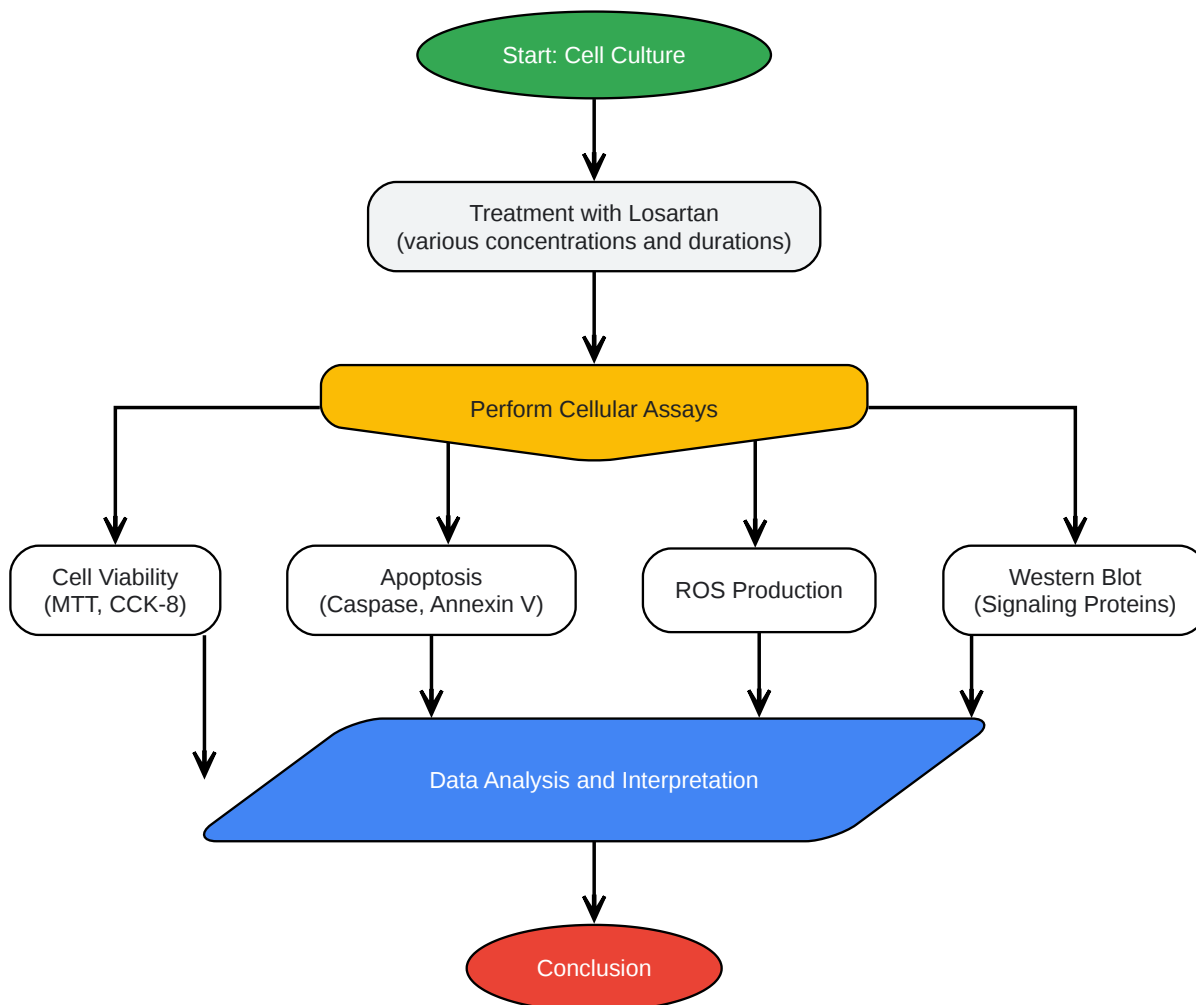 Start: Cell Culture
Treatment with Losartan
(various concentrations and durations)
Perform Cellular Assays
Cell Viability
(MTT, CCK-8)
Apoptosis
(Caspase, Annexin V)
ROS Production
Western Blot
(Signaling Proteins)
Data Analysis and Interpretation
Conclusion